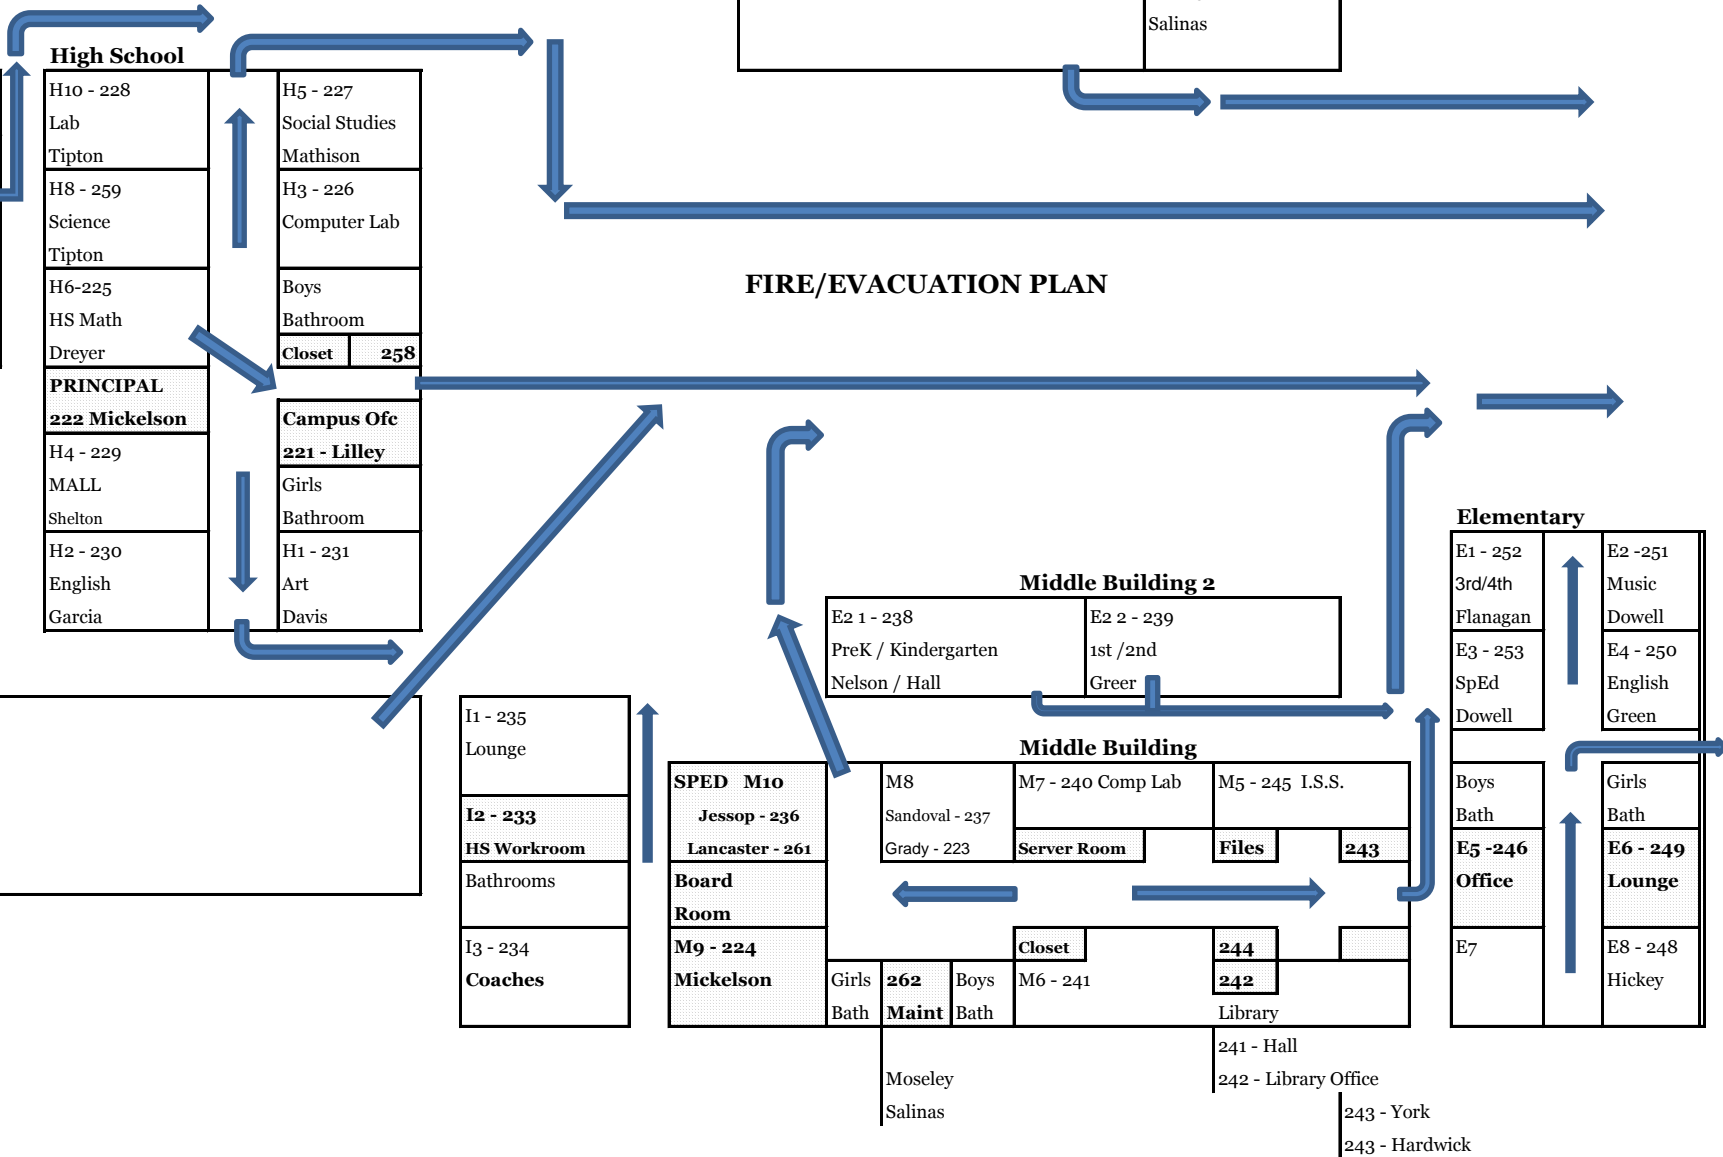 Salinas
High School
H10 - 228
Lab
Tipton
H8 - 259
Science
Tipton
H6-225
HS Math
Dreyer
PRINCIPAL
222 Mickelson
H4 - 229
MALL
Shelton
H2 - 230
English
Garcia
H5 - 227
Social Studies
Mathison
H3 - 226
Computer Lab
Boys
Bathroom
Closet 258
Campus Ofc
221 - Lilley
Girls
Bathroom
H1 - 231
Art
Davis
FIRE/EVACUATION PLAN
I1 - 235
Lounge
I2 - 233
HS Workroom
Bathrooms
I3 - 234
Coaches
Middle Building 2
E2 1 - 238
PreK / Kindergarten
Nelson / Hall
E2 2 - 239
1st /2nd
Greer
Middle Building
SPED M10
Jessop - 236
Lancaster - 261
Board
Room
M9 - 224
Mickelson
M8
Sandoval - 237
Grady - 223
M7 - 240 Comp Lab
Server Room
M5 - 245 I.S.S.
Files
243
Girls
Bath
262
Maint
Boys
Bath
Closet
M6 - 241
244
242
Library
Moseley
Salinas
241 - Hall
242 - Library Office
243 - York
243 - Hardwick
Elementary
E1 - 252
3rd/4th
Flanagan
E3 - 253
SpEd
Dowell
Boys
Bath
E5 -246
Office
E7
E2 -251
Music
Dowell
E4 - 250
English
Green
Girls
Bath
E6 - 249
Lounge
E8 - 248
Hickey